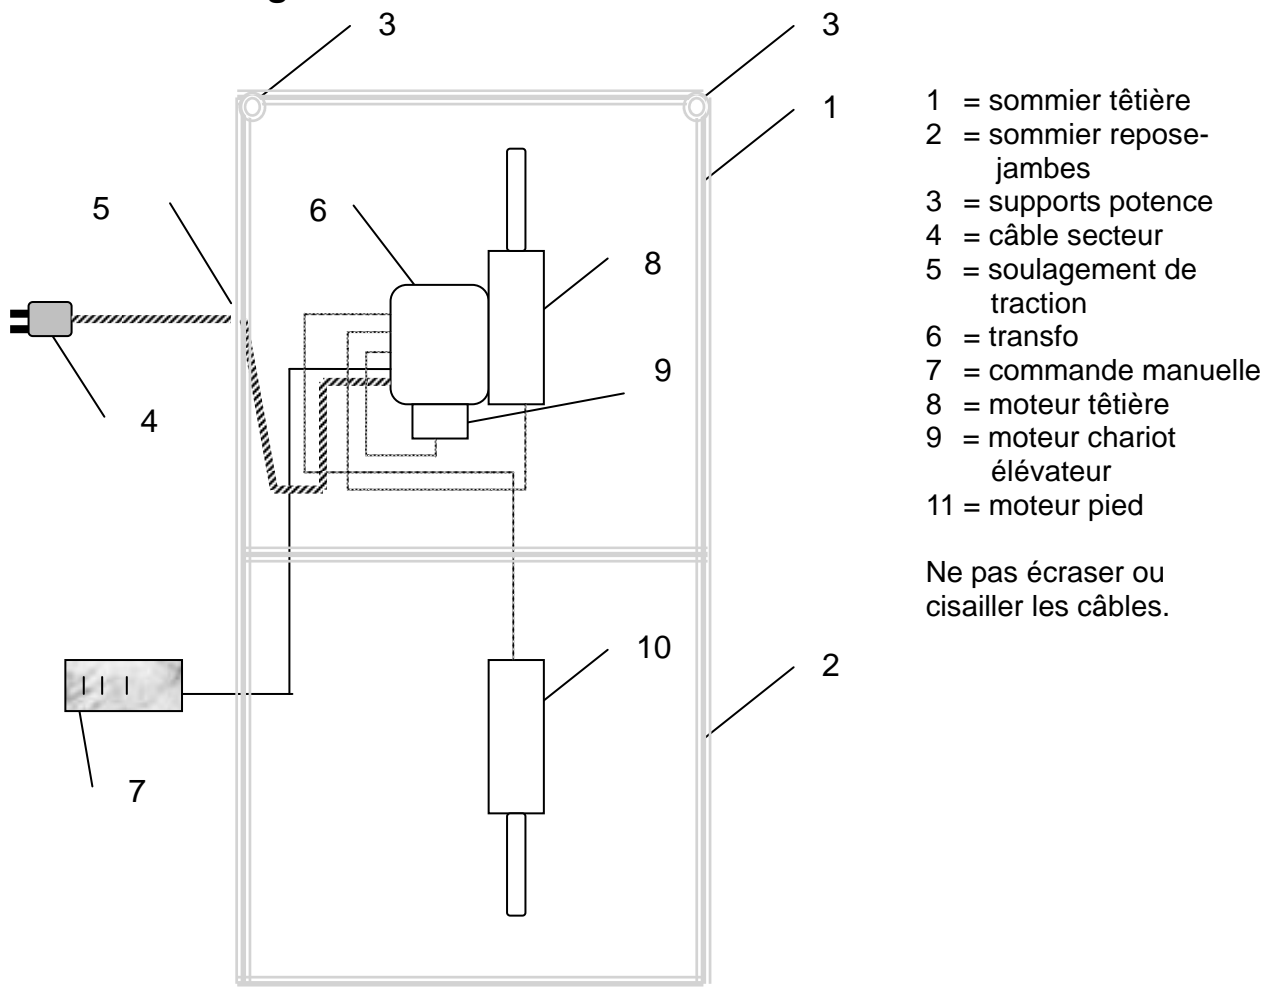 3
3
1
5
6
8
9
4
10
2
7
1 = sommier têtière
2 = sommier repose-
jambes
3 = supports potence
4 = câble secteur
5 = soulagement de
traction
6 = transfo
7 = commande manuelle
8 = moteur têtière
9 = moteur chariot
élévateur
11 = moteur pied
Ne pas écraser ou
cisailler les câbles.